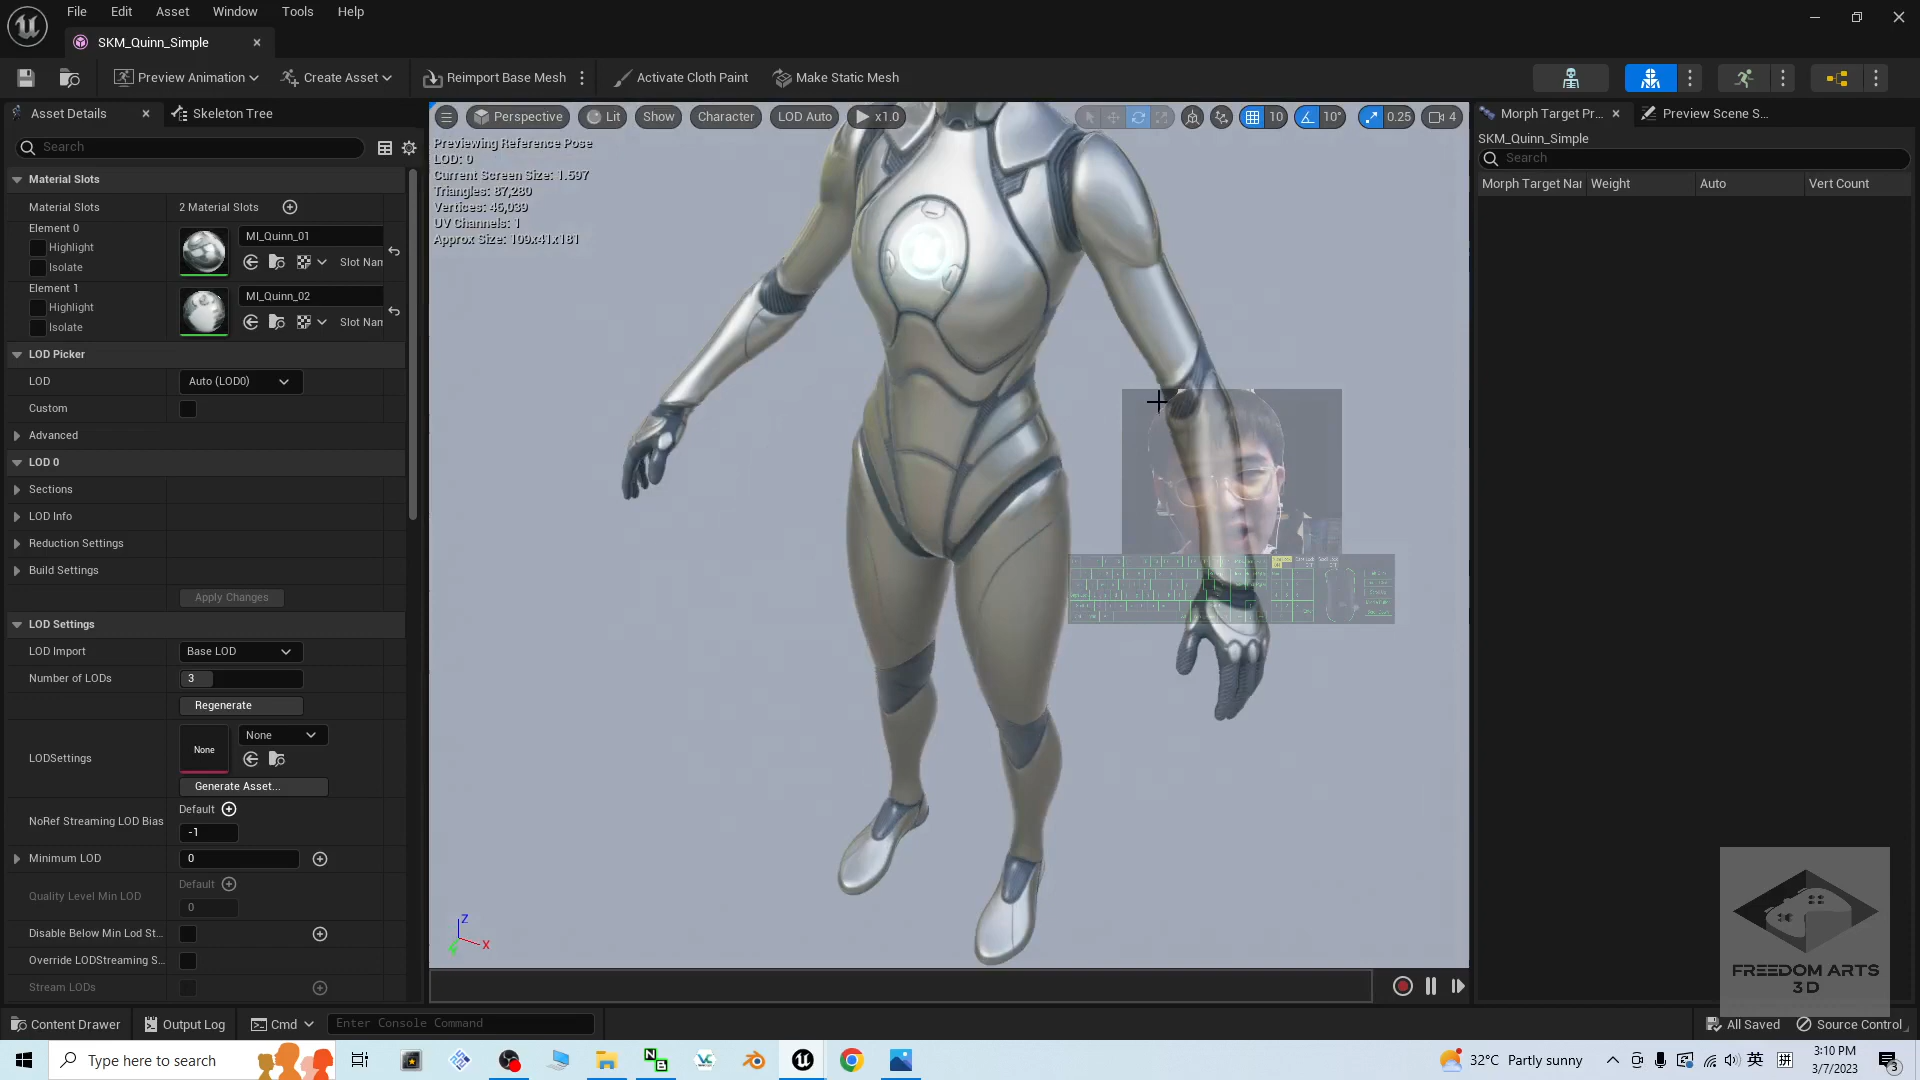 File Edit Asset Window Tools Help
SKM_Quinn_Simple
Preview Animation Create Asset Reimport Base Mesh Activate Cloth Paint Make Static Mesh
Asset Details Skeleton Tree
Search
Material Slots
Material Slots 2 Material Slots
Element 0
Highlight
Isolate
MI_Quinn_01
Slot Nan
Element 1
Highlight
Isolate
MI_Quinn_02
Slot Nan
LOD Picker
LOD Auto (LOD0)
Custom
Advanced
LOD 0
Sections
LOD Info
Reduction Settings
Build Settings
Apply Changes
LOD Settings
LOD Import Base LOD
Number of LODs 3
Regenerate
LODSettings None None
Generate Asset...
NoRef Streaming LOD Bias Default
-1
Minimum LOD 0
Quality Level Min LOD Default
0
Disable Below Min Lod St...
Override LODStreaming S...
Stream LODs
Perspective Lit Show Character LOD Auto x1.0 10 10° 0.25 4
Previewing Reference Pose
LOD: 0
Current Screen Size: 1.597
Triangles: 87,280
Vertices: 46,039
UV Channels: 1
Approx Size: 109x41x181
Z
X
Morph Target Pr... Preview Scene S...
SKM_Quinn_Simple
Search
Morph Target Nar Weight Auto Vert Count
FREEDOM ARTS
3D
Content Drawer Output Log Cmd Enter Console Command All Saved Source Control
Type here to search 32°C Partly sunny 英 拼 3:10 PM
3/7/2023
3